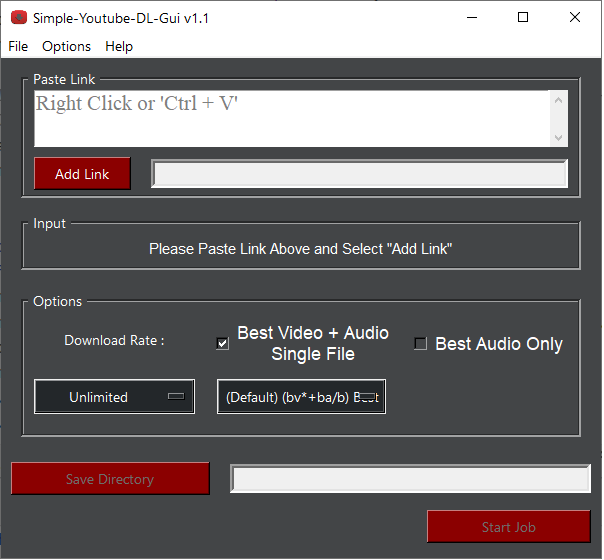 Simple-Youtube-DL-Gui v1.1
File Options Help
Paste Link
Right Click or 'Ctrl + V'
Add Link
Input
Please Paste Link Above and Select "Add Link"
Options
Download Rate :
Best Video + Audio
Single File
Best Audio Only
Unlimited
(Default) (bv*+ba/b) Best
Save Directory
Start Job